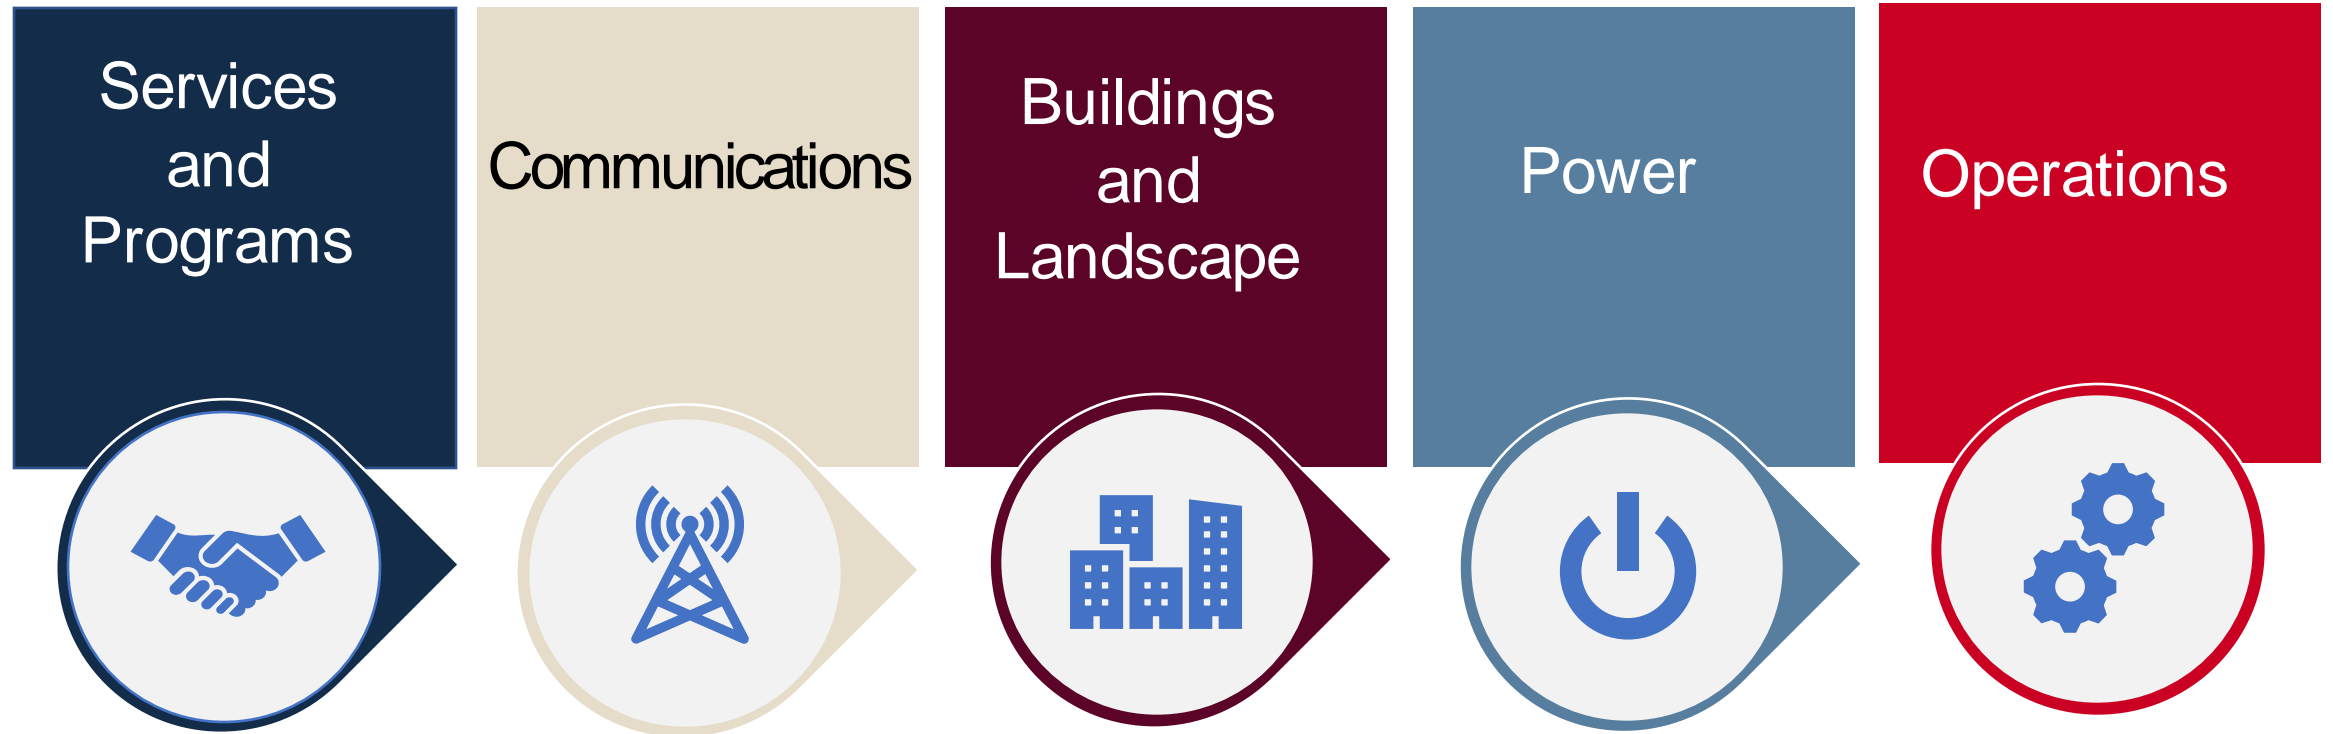 Services
and
Programs
Communications
Buildings
and
Landscape
Power
Operations